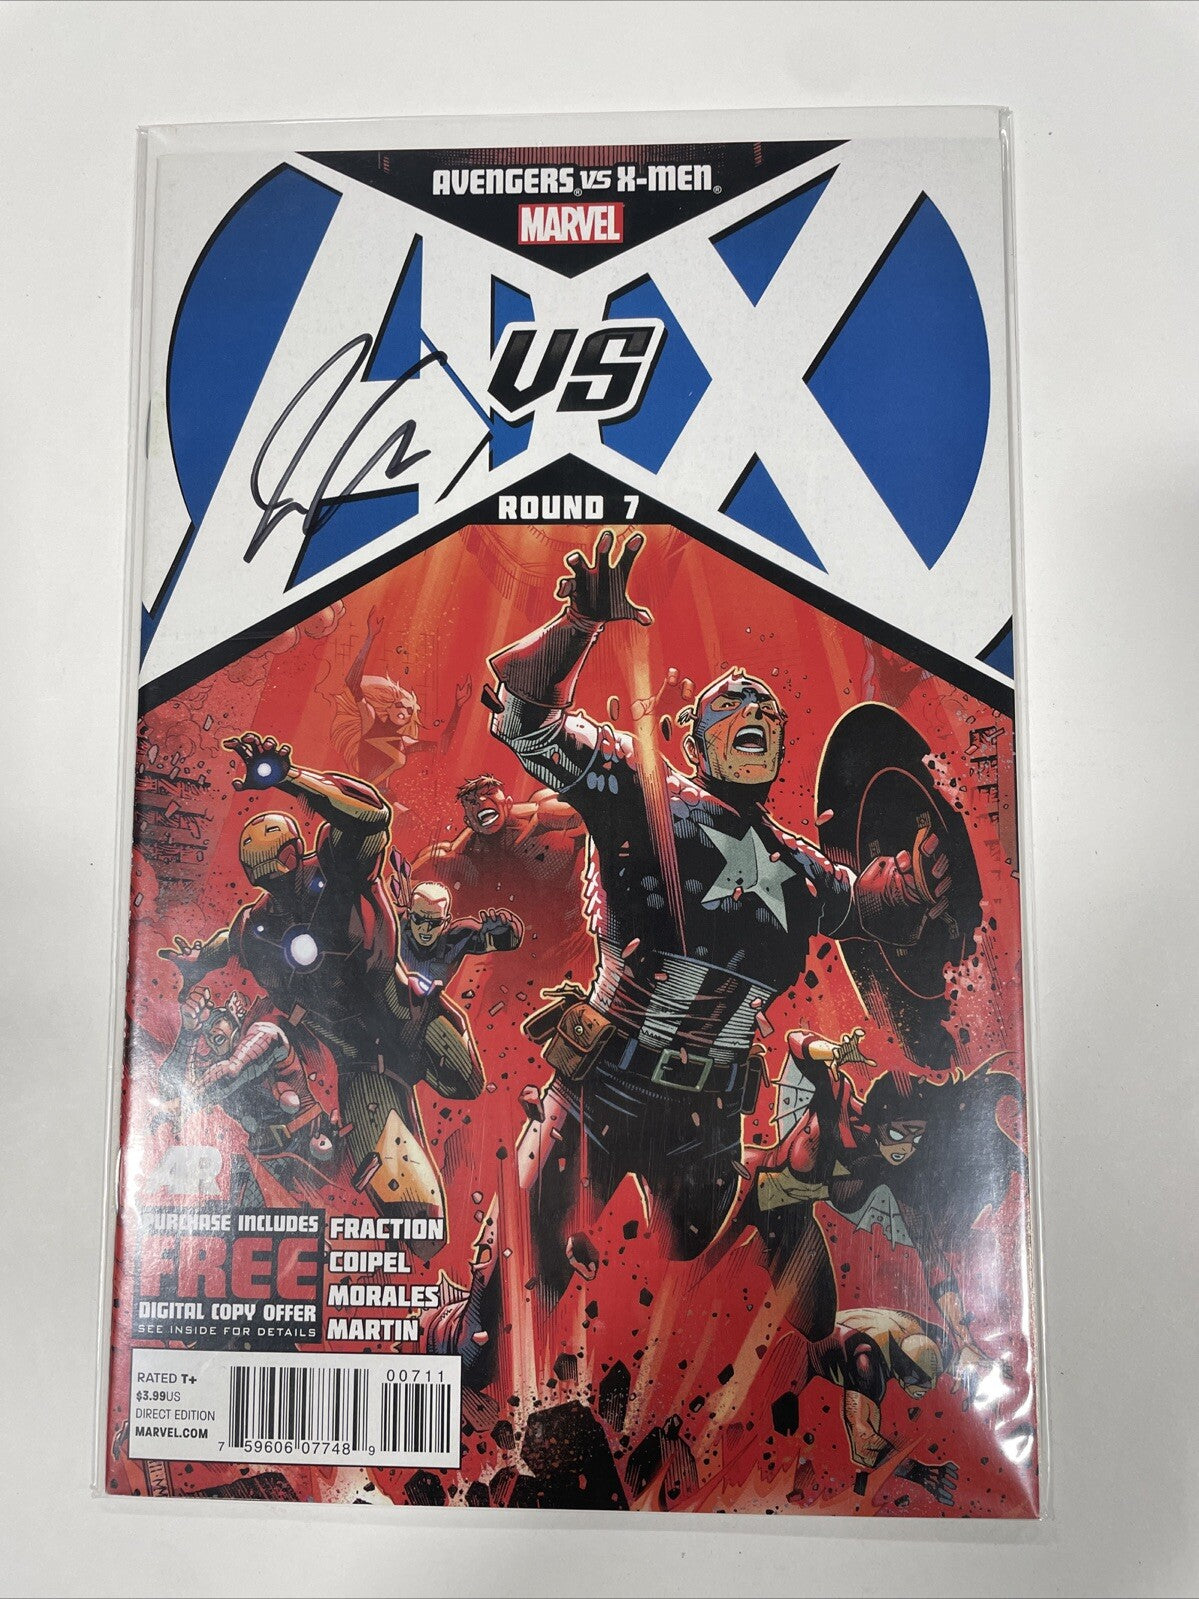 AVENGERS® VS X-MEN®
MARVEL
A VS X
ROUND 7
AR
PURCHASE INCLUDES
FREE
DIGITAL COPY OFFER
SEE INSIDE FOR DETAILS
FRACTION
COIPEL
MORALES
MARTIN
RATED T+
$3.99US
DIRECT EDITION
MARVEL.COM
00711
7 59606 07748 9